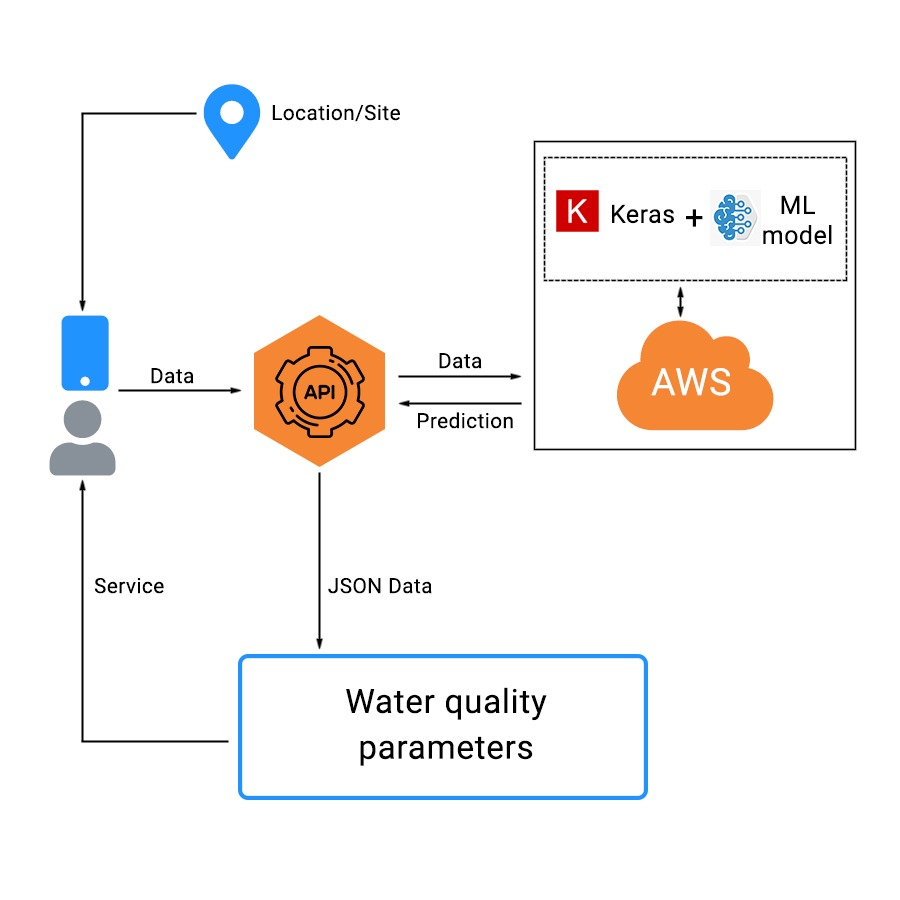 Location/Site
K Keras + ML
model
AWS
Data
API
Data
Prediction
Service
JSON Data
Water quality
parameters